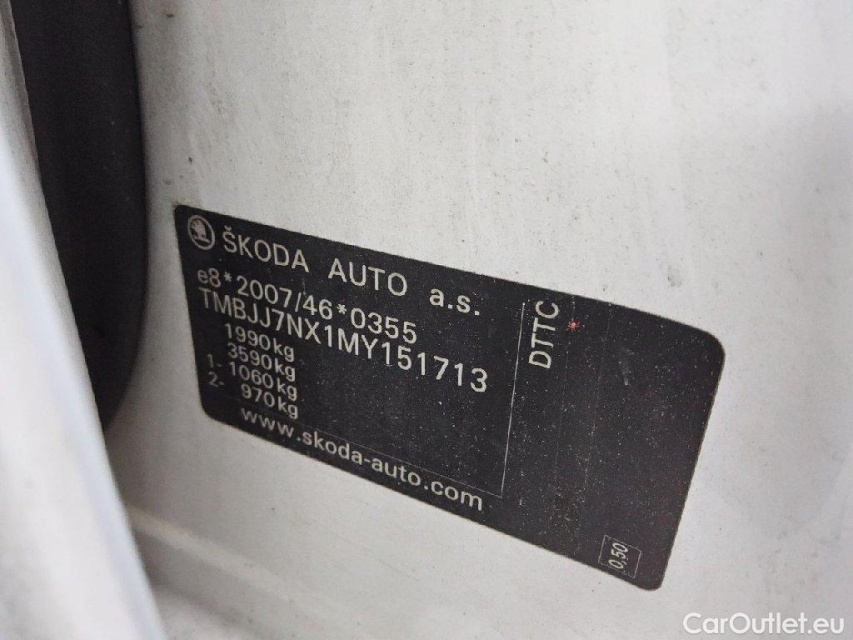 ŠKODA AUTO a.s.
e8*2007/46*0355
TMBJJ7NX1MY151713
1990kg
3590kg
1- 1060kg
2- 970kg
www.skoda-auto.com
DTTC
0,50
CarOutlet.eu